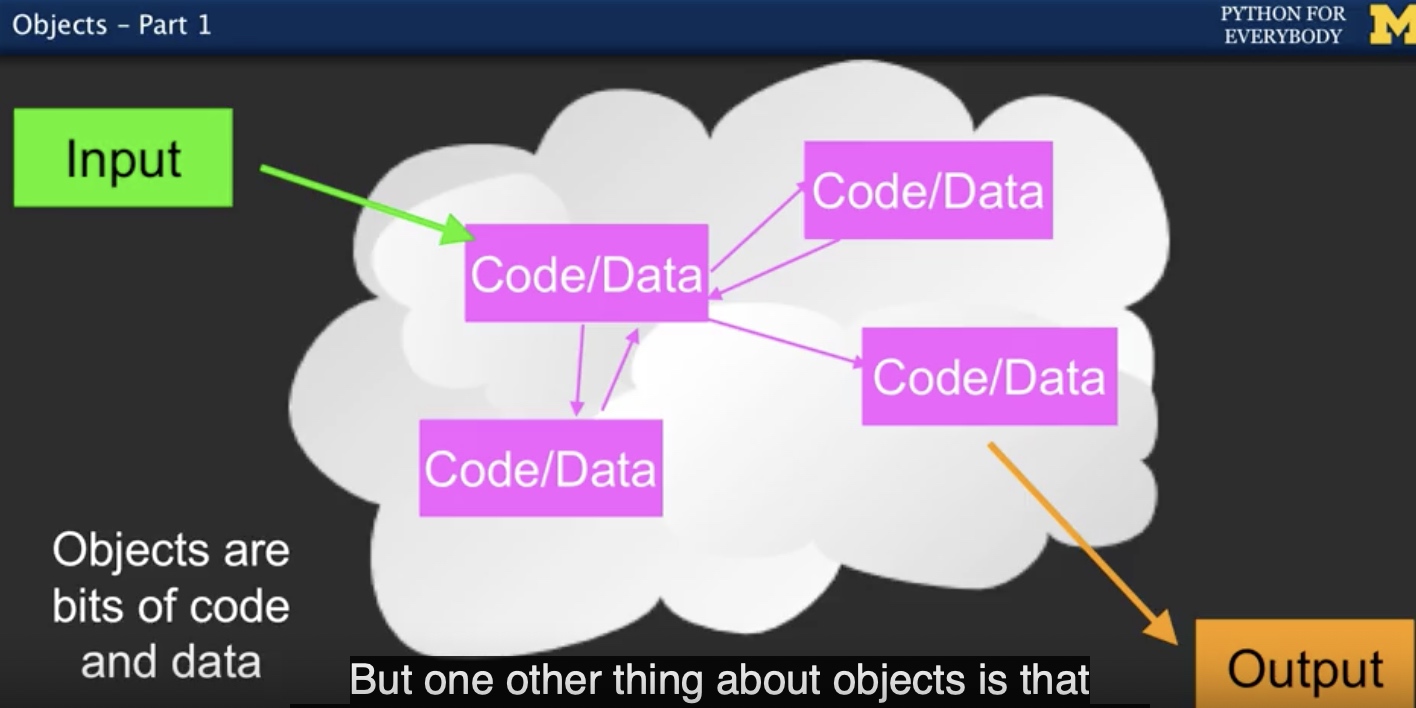 Objects – Part 1
PYTHON FOR
EVERYBODY
M
Input
Code/Data
Code/Data
Code/Data
Code/Data
Objects are
bits of code
and data
Output
But one other thing about objects is that